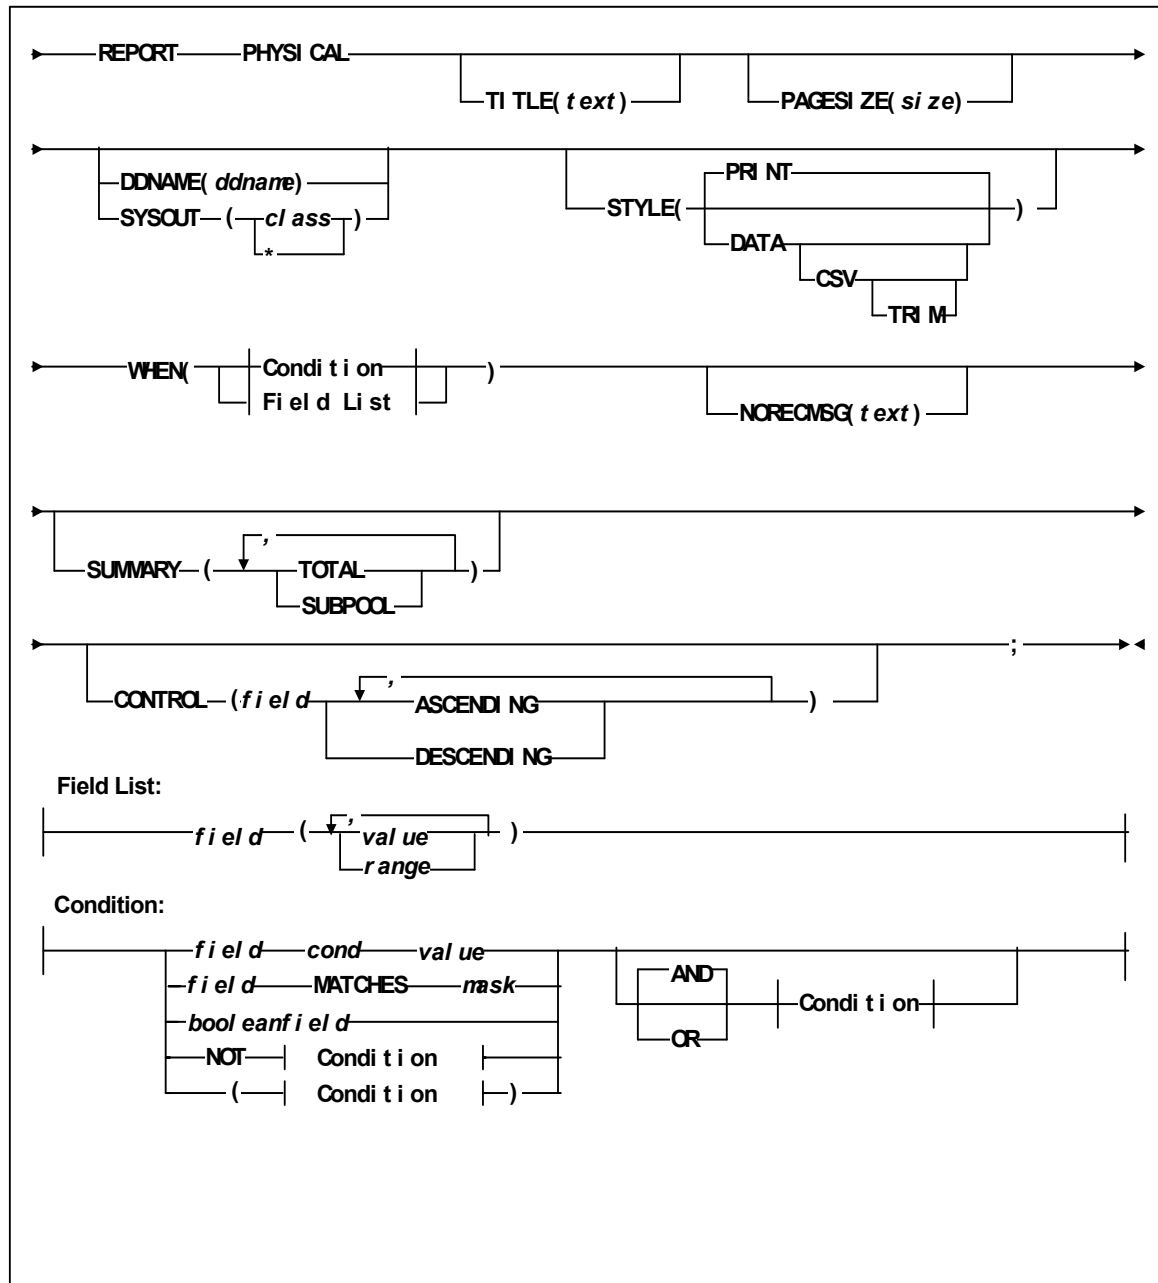 REPORT PHYSICAL
TITLE(text) PAGESIZE(size)
DDNAME(ddname)
SYSOUT (class)
*
STYLE( PRINT )
DATA
CSV
TRIM
WHEN( Condition )
Field List
NORECMSG(text)
,
SUMMARY ( TOTAL )
SUBPOOL
;
,
CONTROL (field ASCENDING )
DESCENDING
Field List:
,
field ( value )
range
Condition:
field cond value
field MATCHES mask
booleanfield
NOT Condition
( Condition )
AND
Condition
OR